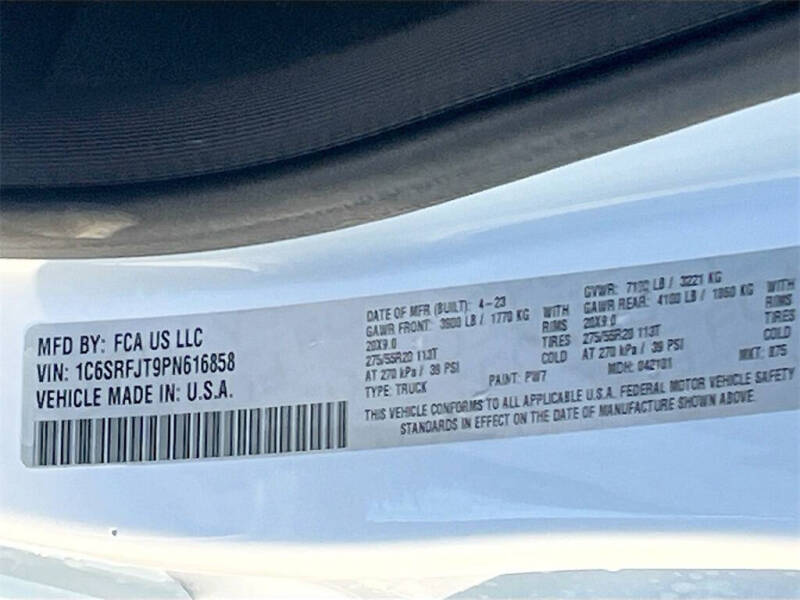 MFD BY: FCA US LLC
VIN: 1C6SRFJT9PN616858
VEHICLE MADE IN: U.S.A.
DATE OF MFR (BUILT): 4-23
GAWR FRONT: 3900 LB / 1770 KG WITH
20X9.0 RIMS
275/55R20 113T TIRES
AT 270 kPa / 39 PSI COLD
TYPE: TRUCK PAINT: PW7
GVWR: LB / 3221 KG
GAWR REAR: 4100 LB / 1860 KG WITH
20X9.0 RIMS
275/55R20 113T TIRES
AT 270 kPa / 39 PSI COLD
MDH: 042101 MKT: 875
THIS VEHICLE CONFORMS TO ALL APPLICABLE U.S.A. FEDERAL MOTOR VEHICLE SAFETY
STANDARDS IN EFFECT ON THE DATE OF MANUFACTURE SHOWN ABOVE.